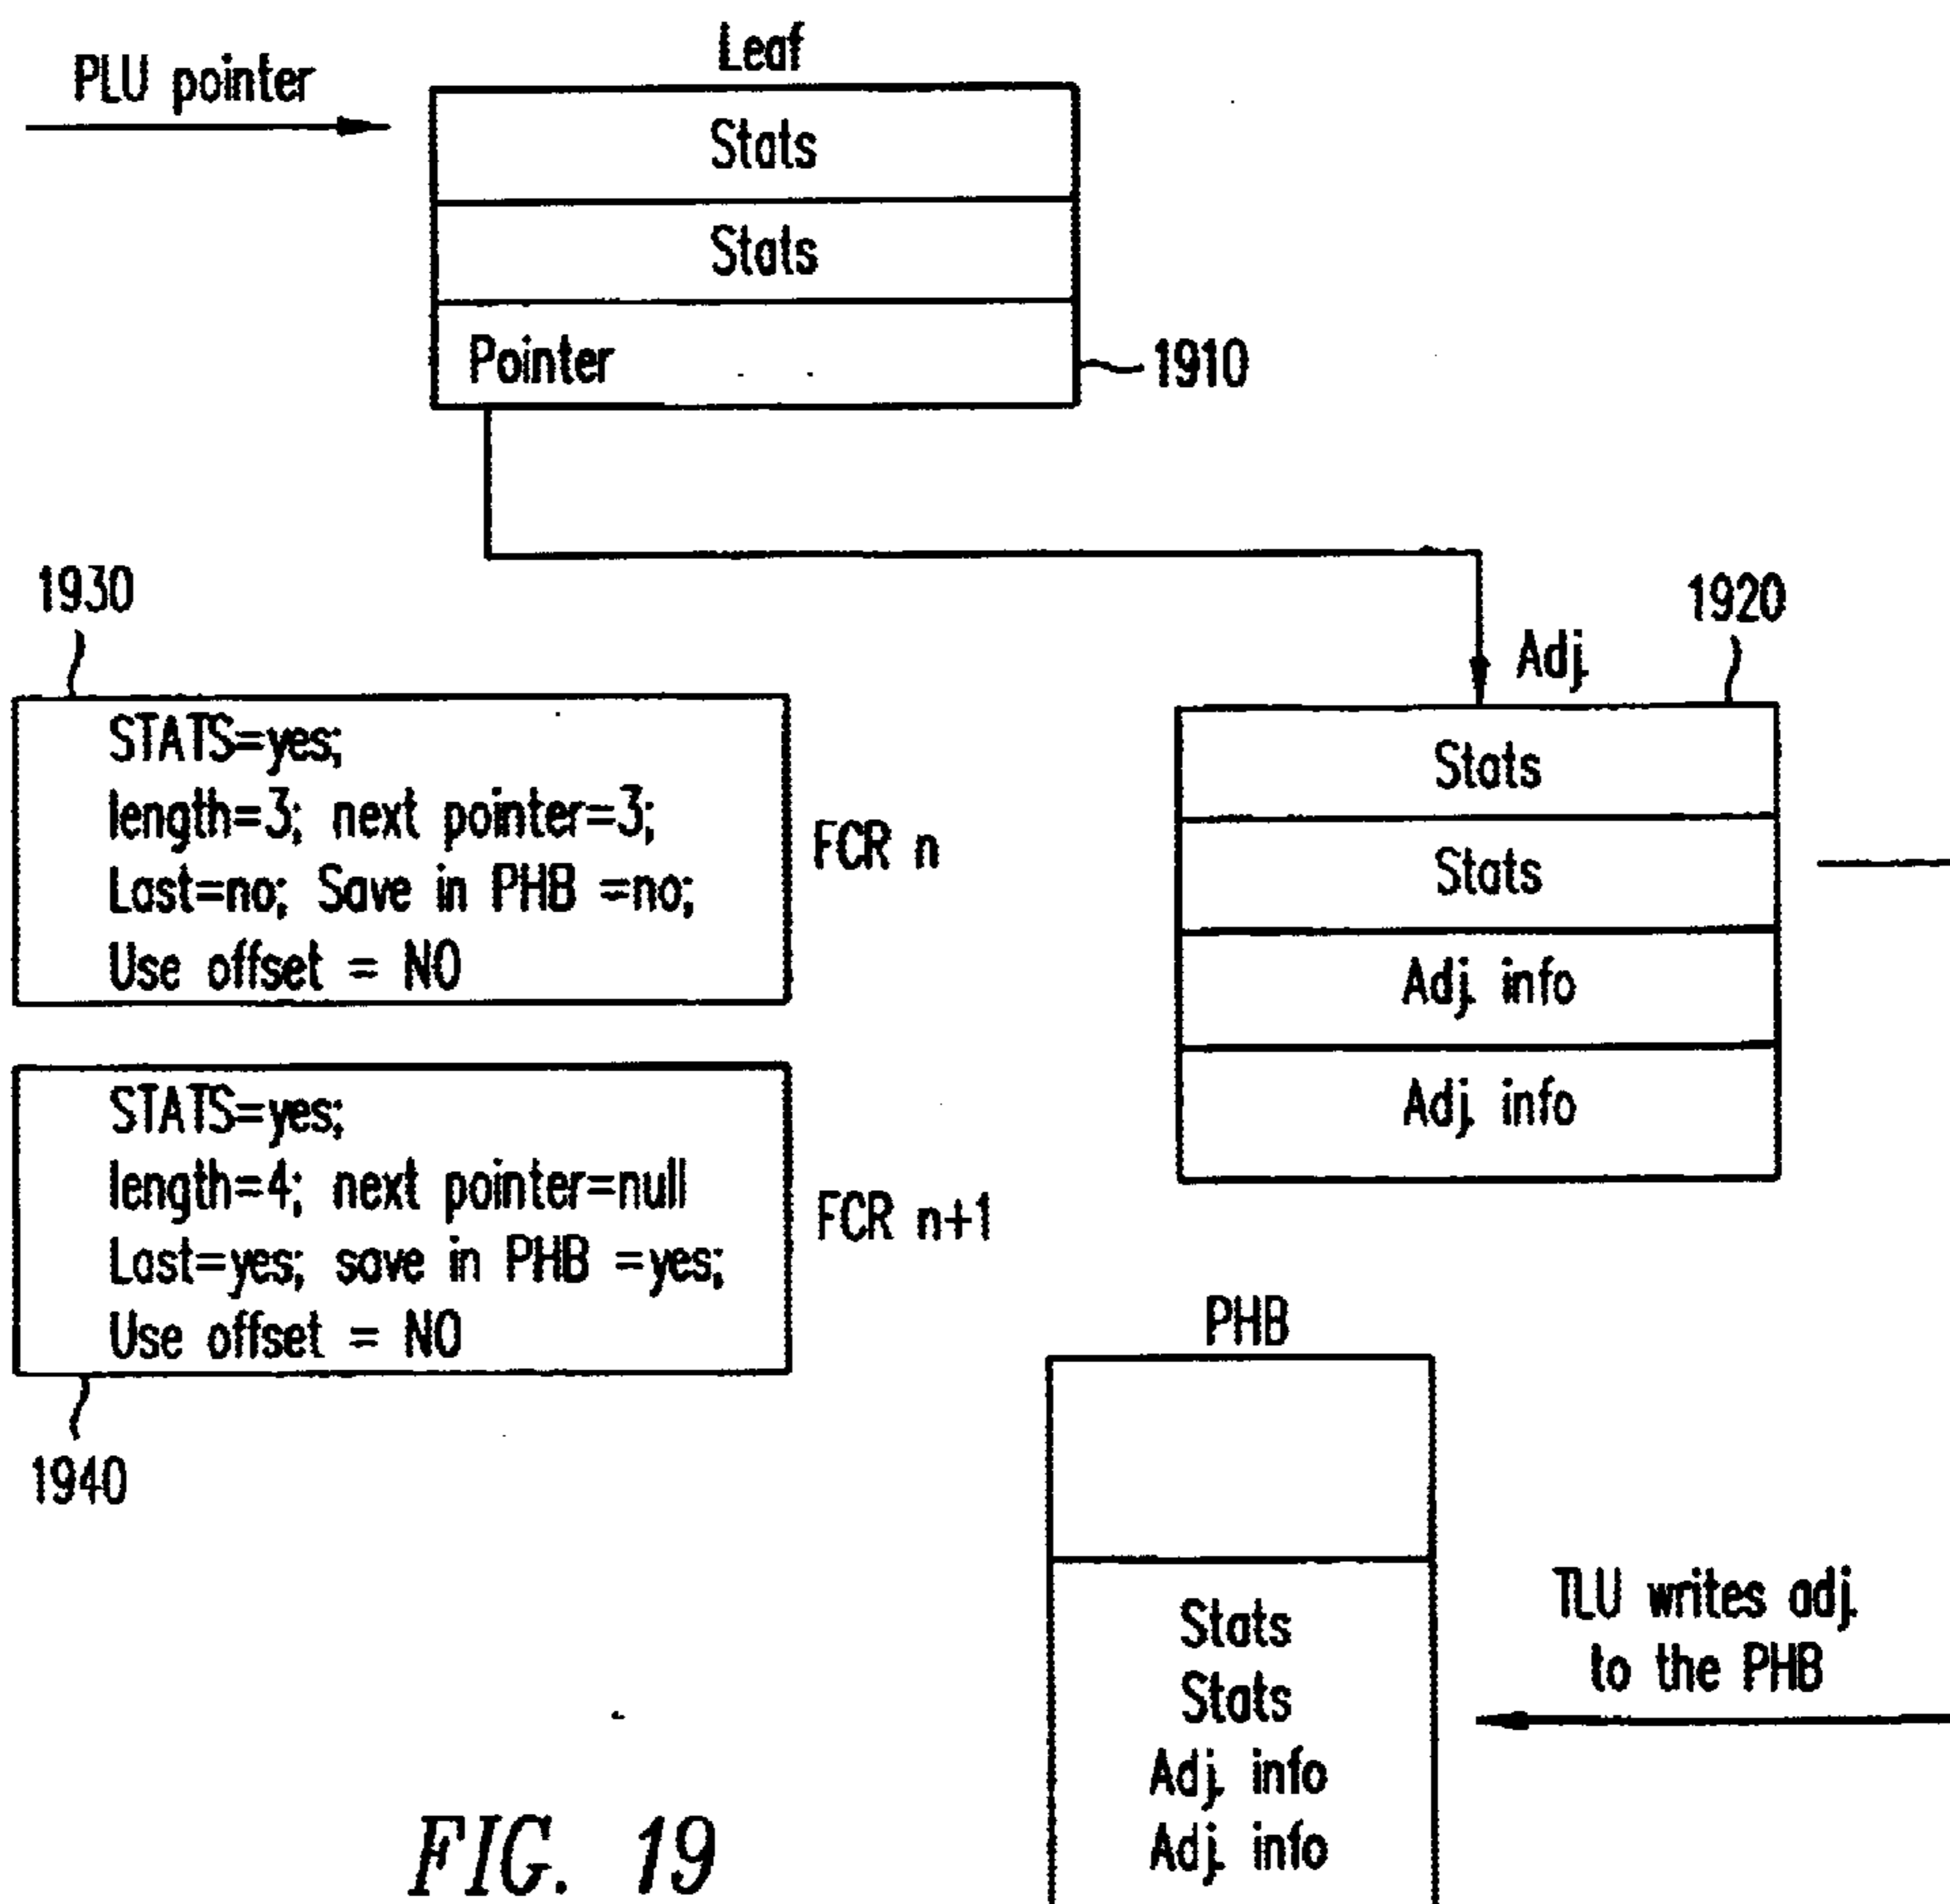 Leaf
PLU pointer
Stats
Stats
Pointer
1910
1930
1920
Adj.
STATS=yes;
length=3; next pointer=3;
Last=no; Save in PHB =no;
Use offset = NO
FCR n
Stats
Stats
Adj. info
Adj. info
STATS=yes;
length=4; next pointer=null
Last=yes; save in PHB =yes;
Use offset = NO
FCR n+1
1940
PHB
Stats
Stats
Adj. info
Adj. info
TLU writes adj.
to the PHB
FIG. 19